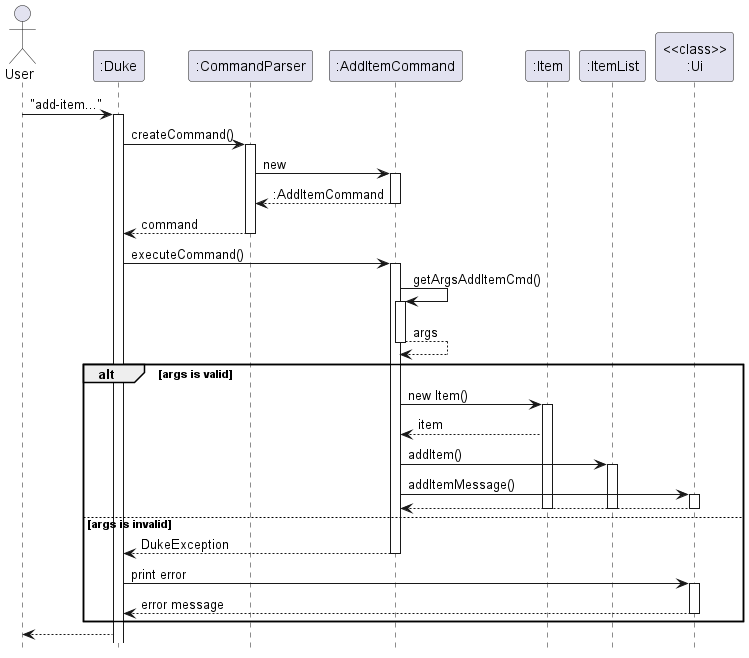 <<class>>
User
:Duke
:CommandParser
:AddItemCommand
:Item
:ItemList
:Ui
"add-item..."
createCommand()
new
:AddItemCommand
command
executeCommand()
getArgsAddItemCmd()
args
alt
[args is valid]
new Item()
item
addItem()
addItemMessage()
[args is invalid]
DukeException
print error
error message